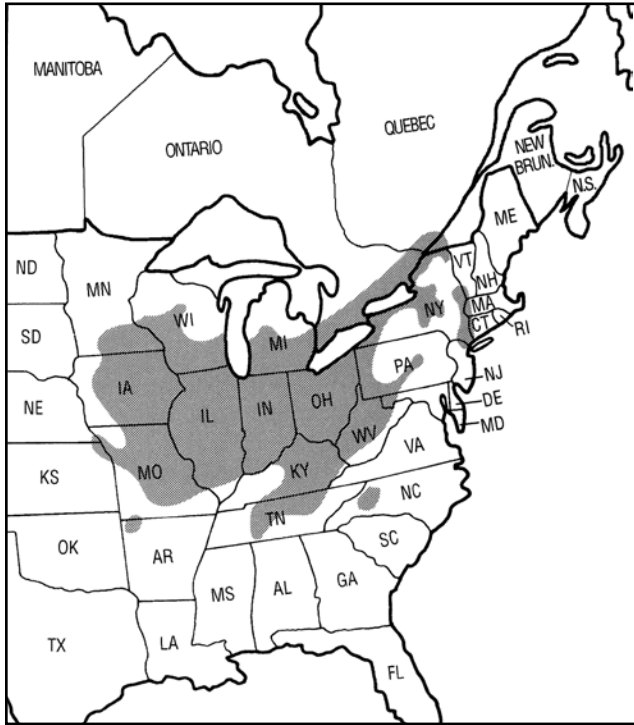 MANITOBA
ONTARIO
QUEBEC
NEW
BRUN.
N.S.
ME
ND
MN
VT
NH
SD
WI
MI
NY
MA
CT
RI
NE
IA
IL
IN
OH
PA
NJ
DE
MD
KS
MO
KY
WV
VA
OK
AR
TN
NC
SC
TX
LA
MS
AL
GA
FL